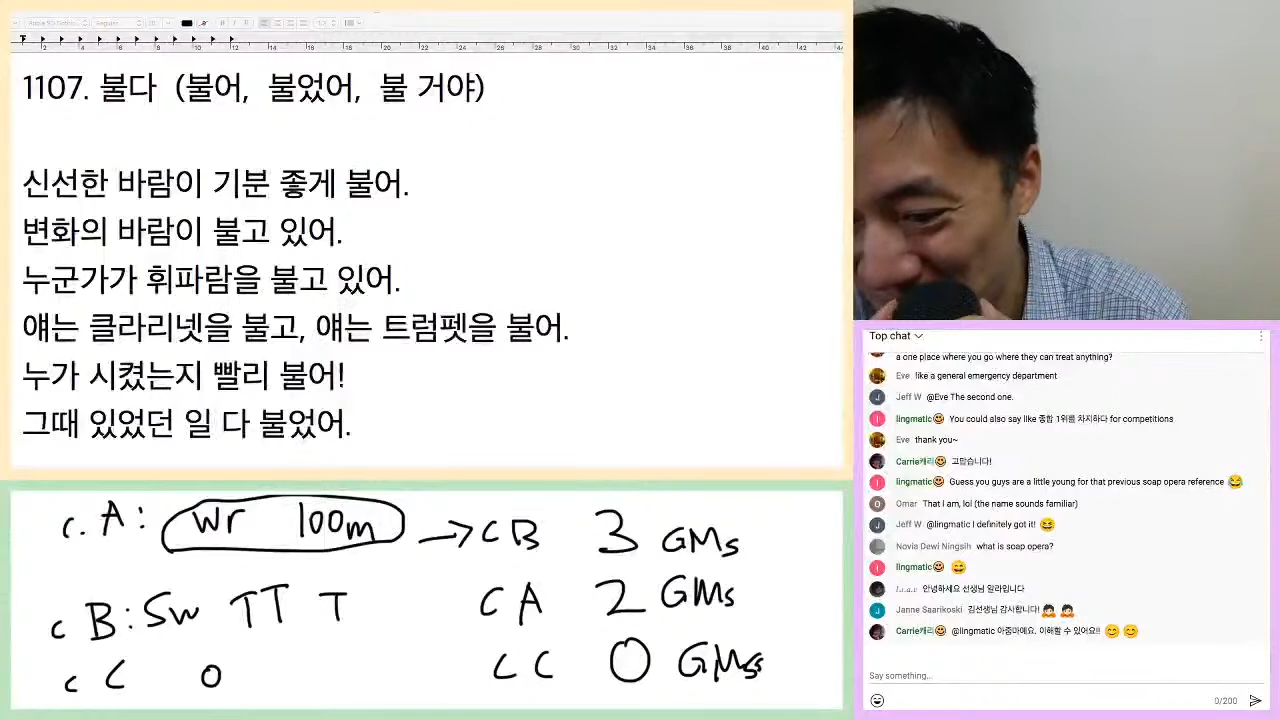 1107. 불다 (불어, 불었어, 불 거야)
신선한 바람이 기분 좋게 불어.
변화의 바람이 불고 있어.
누군가가 휘파람을 불고 있어.
얘는 클라리넷을 불고, 얘는 트럼펫을 불어.
누가 시켰는지 빨리 불어!
그때 있었던 일 다 불었어.
c. A: Wr 100m → C B 3 GMs
c B: Sw TT T C A 2 GMs
c C 0 C C 0 GMs
Top chat
a one place where you go where they can treat anything?
Eve like a general emergency department
Jeff W @Eve The second one.
lingmatic You could also say like 종합 1위를 차지하다 for competitions
Eve thank you~
Carrie캐리 고맙습니다!
lingmatic Guess you guys are a little young for that previous soap opera reference 😂
Omar That I am, lol (the name sounds familiar)
Jeff W @lingmatic I definitely got it! 😆
Novia Dewi Ningsih what is soap opera?
lingmatic 😄
l.u.a.c 안녕하세요 선생님 알라입니다
Janne Saarikoski 김선생님 감사합니다! 🙇🙇
Carrie캐리 @lingmatic 아줌마예요. 이해할 수 있어요!! 😊😊
Say something...
0/200